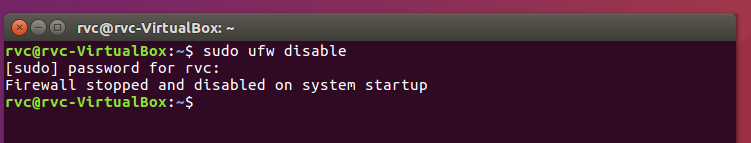 rvc@rvc-VirtualBox: ~
rvc@rvc-VirtualBox:~$ sudo ufw disable
[sudo] password for rvc:
Firewall stopped and disabled on system startup
rvc@rvc-VirtualBox:~$